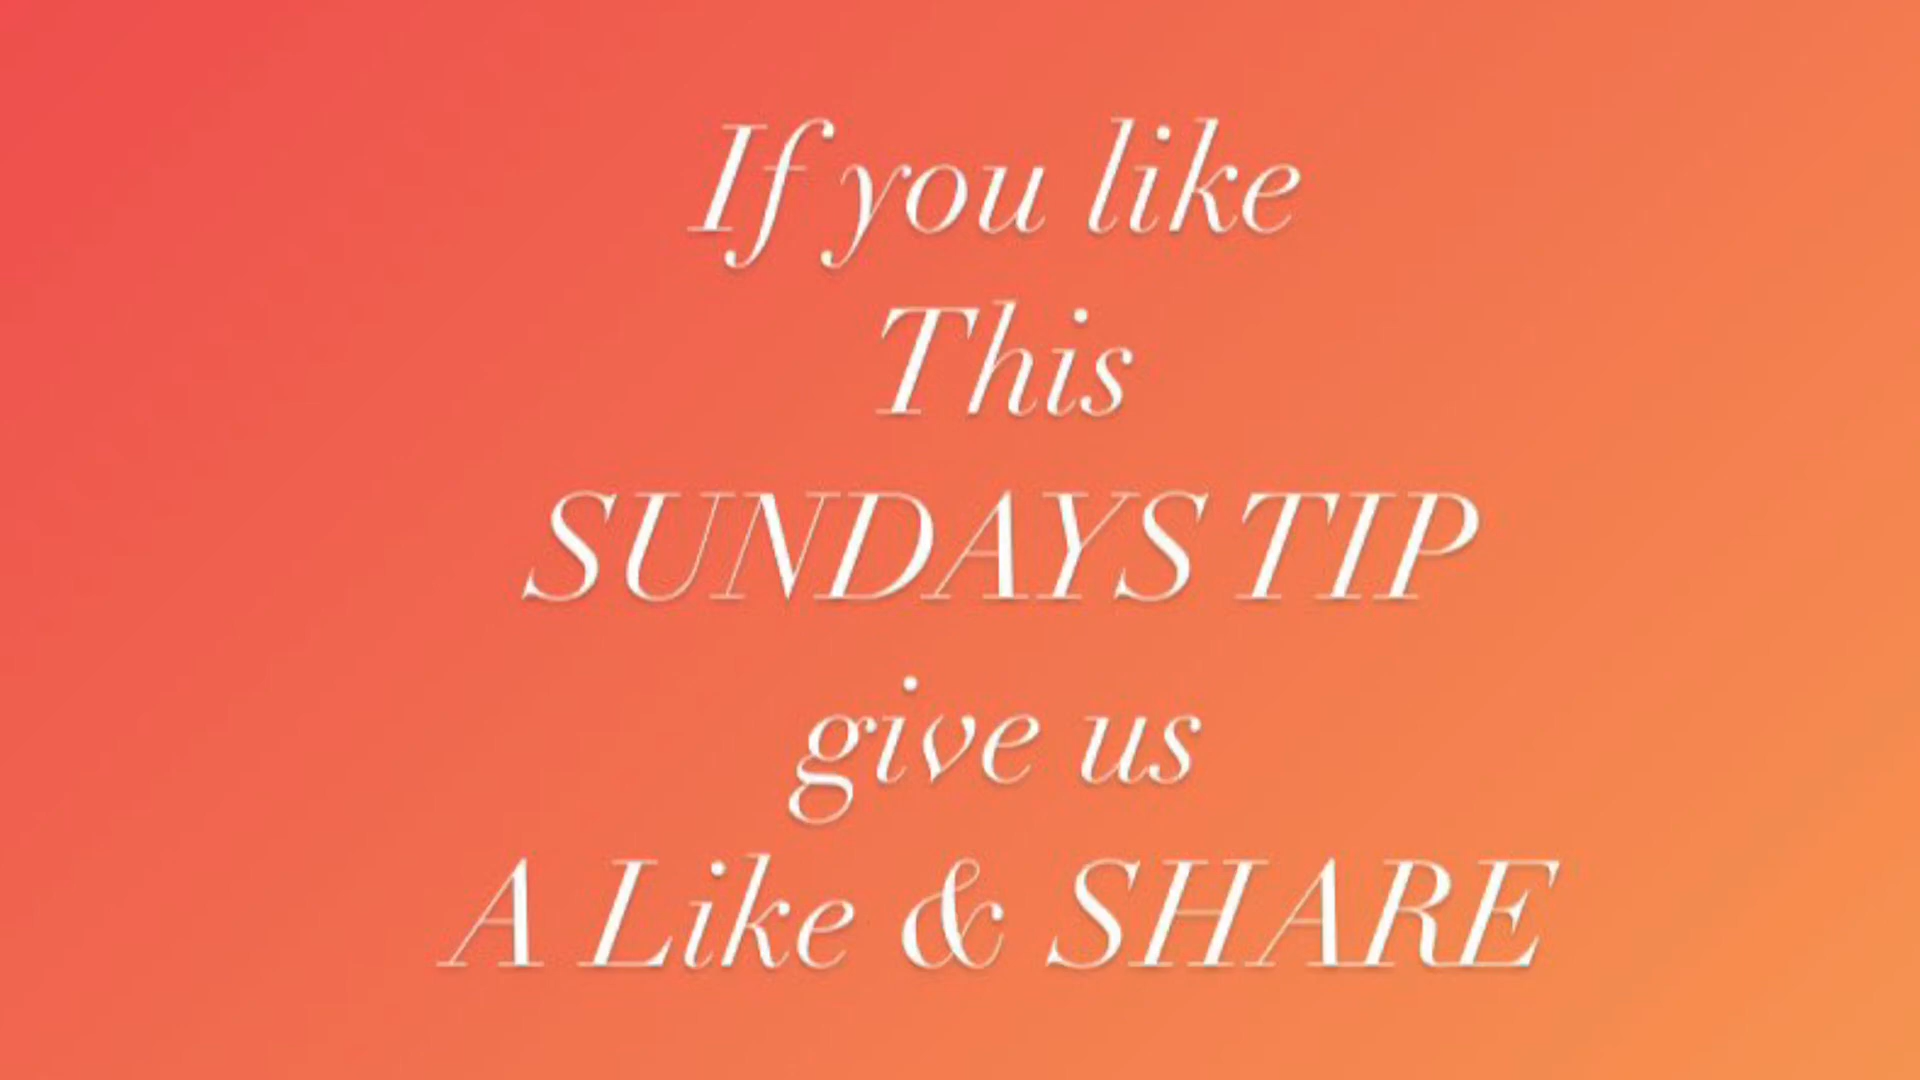 If you like
This
SUNDAYS TIP
give us
A Like & SHARE